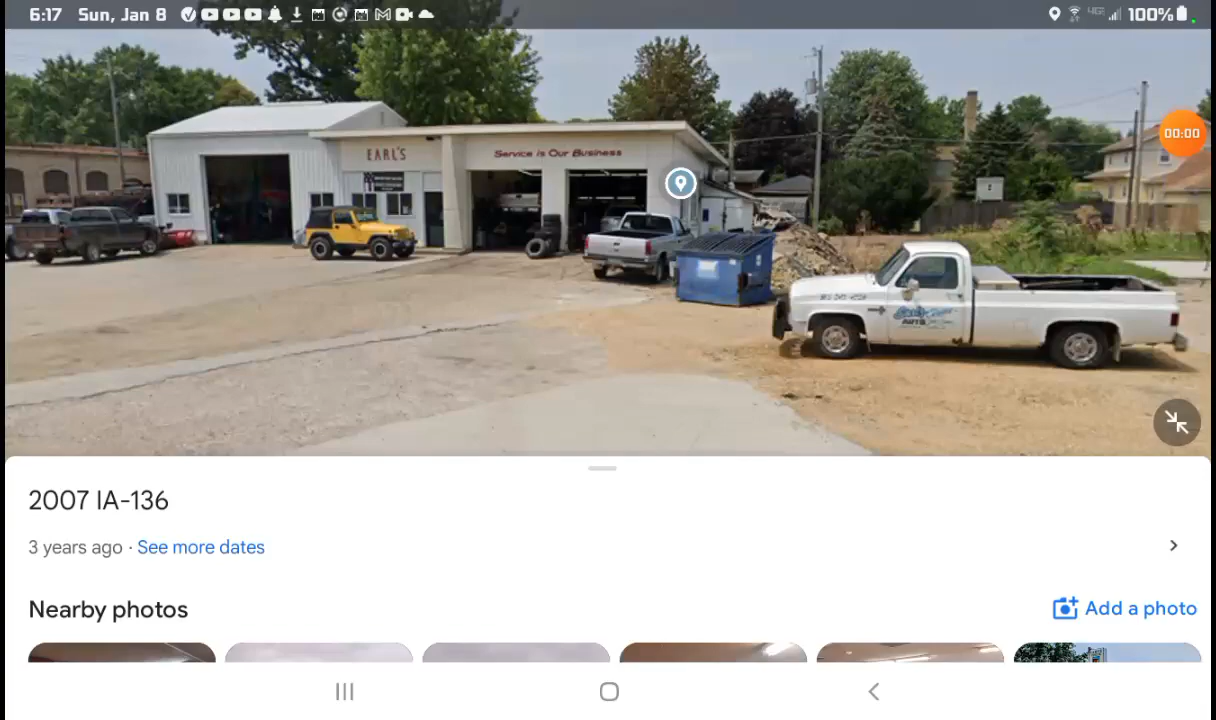 6:17 Sun, Jan 8
100%
00:00
EARL'S
Service is Our Business
AUTO
2007 IA-136
3 years ago · See more dates
Nearby photos
Add a photo